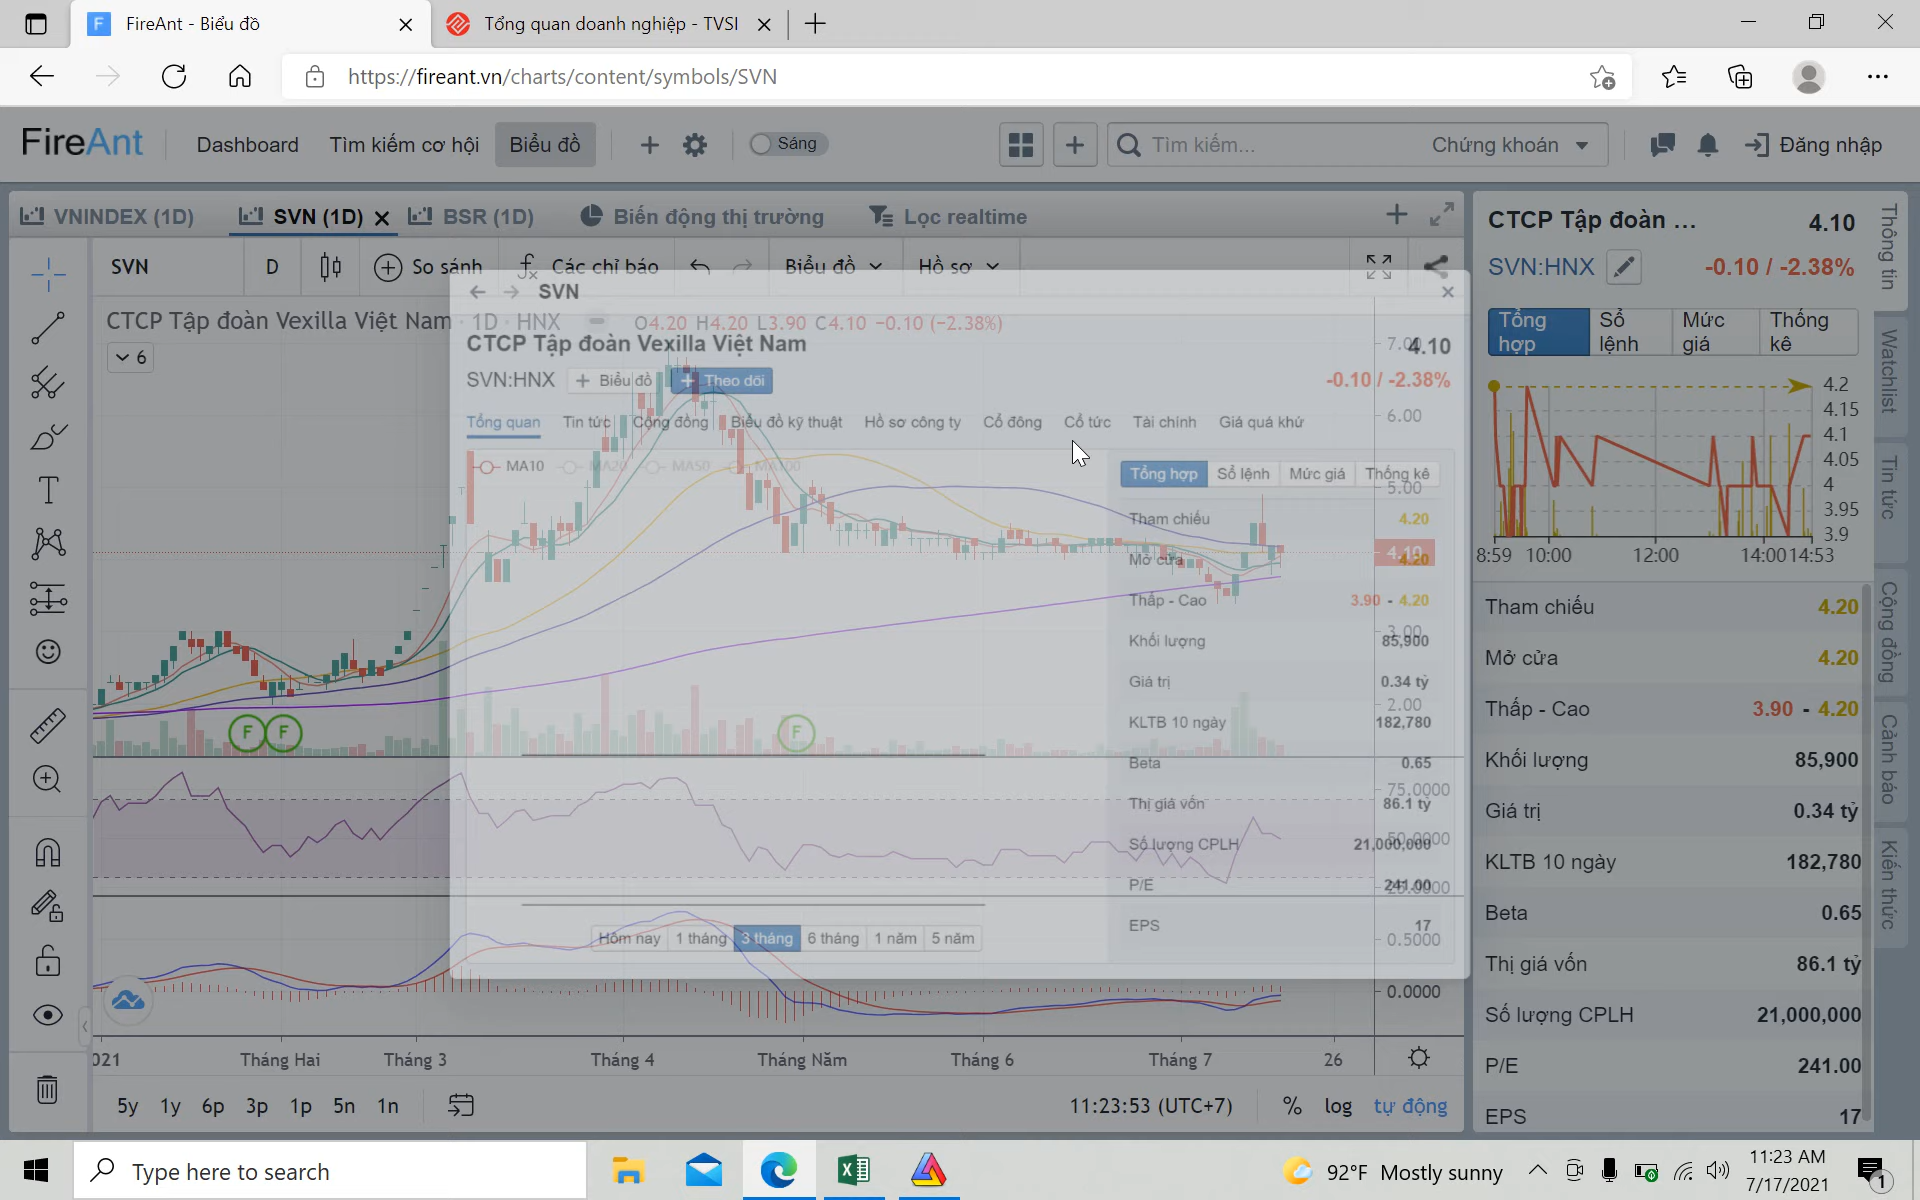 FireAnt - Biểu đồ
Tổng quan doanh nghiệp - TVSI
https://fireant.vn/charts/content/symbols/SVN
FireAnt
Dashboard
Tìm kiếm cơ hội
Biểu đồ
Sáng
Tìm kiếm...
Chứng khoán
Đăng nhập
VNINDEX (1D)
SVN (1D)
BSR (1D)
Biến động thị trường
Lọc realtime
SVN
D
So sánh
Các chỉ báo
Biểu đồ
Hồ sơ
CTCP Tập đoàn Vexilla Việt Nam · 1D · HNX
O4.20 H4.20 L3.90 C4.10 -0.10 (-2.38%)
6
SVN
CTCP Tập đoàn Vexilla Việt Nam
4.10
SVN:HNX
+ Biểu đồ
+ Theo dõi
-0.10 / -2.38%
Tổng quan
Tin tức
Cộng đồng
Biểu đồ kỹ thuật
Hồ sơ công ty
Cổ đông
Cổ tức
Tài chính
Giá quá khứ
MA10
MA20
MA50
MA100
Tổng hợp
Sổ lệnh
Mức giá
Thống kê
Tham chiếu 4.20
Mở cửa 4.20
Thấp - Cao 3.90 - 4.20
Khối lượng 85,900
Giá trị 0.34 tỷ
KLTB 10 ngày 182,780
Beta 0.65
Thị giá vốn 86.1 tỷ
Số lượng CPLH 21,000,000
P/E 241.00
EPS 17
Hôm nay
1 tháng
3 tháng
6 tháng
1 năm
5 năm
7.00
6.00
5.00
4.10
3.00
2.00
75.0000
50.0000
25.0000
0.5000
0.0000
F
F
F
021
Tháng Hai
Tháng 3
Tháng 4
Tháng Năm
Tháng 6
Tháng 7
26
5y
1y
6p
3p
1p
5n
1n
11:23:53 (UTC+7)
%
log
tự động
CTCP Tập đoàn ...
4.10
SVN:HNX
-0.10 / -2.38%
Tổng hợp
Sổ lệnh
Mức giá
Thống kê
4.2
4.15
4.1
4.05
4
3.95
3.9
8:59
10:00
12:00
14:00
14:53
Tham chiếu 4.20
Mở cửa 4.20
Thấp - Cao 3.90 - 4.20
Khối lượng 85,900
Giá trị 0.34 tỷ
KLTB 10 ngày 182,780
Beta 0.65
Thị giá vốn 86.1 tỷ
Số lượng CPLH 21,000,000
P/E 241.00
EPS 17
Thông tin
Watchlist
Tin tức
Cộng đồng
Cảnh báo
Kiến thức
Type here to search
92°F Mostly sunny
11:23 AM
7/17/2021
1